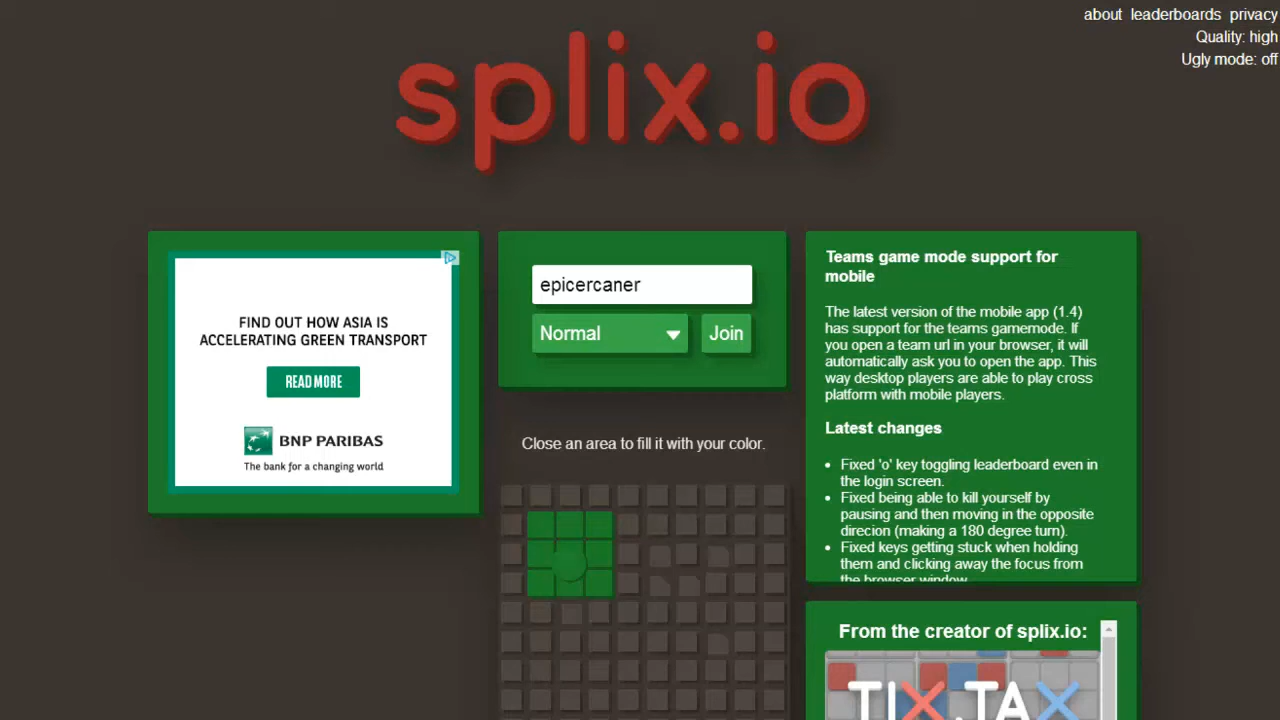 about leaderboards privacy
Quality: high
Ugly mode: off
splix.io
FIND OUT HOW ASIA IS
ACCELERATING GREEN TRANSPORT
READ MORE
BNP PARIBAS
The bank for a changing world
epicercaner
Normal
Join
Close an area to fill it with your color.
Teams game mode support for
mobile
The latest version of the mobile app (1.4)
has support for the teams gamemode. If
you open a team url in your browser, it will
automatically ask you to open the app. This
way desktop players are able to play cross
platform with mobile players.
Latest changes
• Fixed 'o' key toggling leaderboard even in
the login screen.
• Fixed being able to kill yourself by
pausing and then moving in the opposite
direcion (making a 180 degree turn).
• Fixed keys getting stuck when holding
them and clicking away the focus from
the browser window
From the creator of splix.io:
TIX.TAX